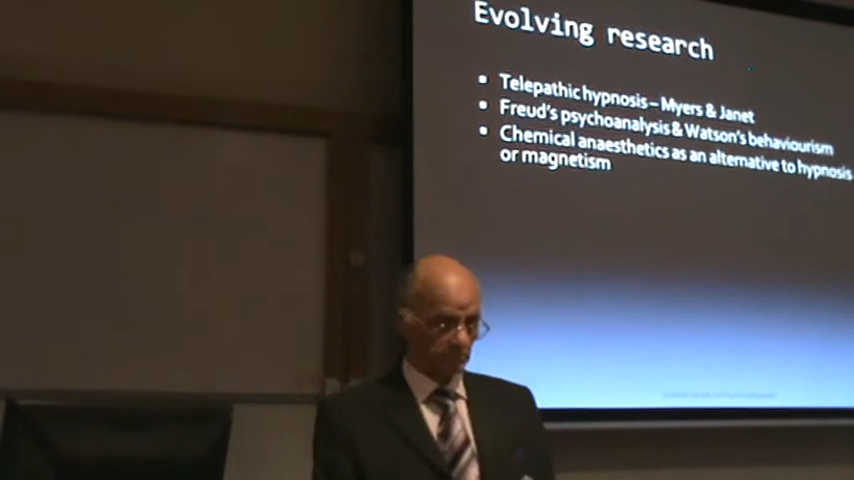 Evolving research
• Telepathic hypnosis – Myers & Janet
• Freud's psychoanalysis & Watson's behaviourism
• Chemical anaesthetics as an alternative to hypnosis
or magnetism